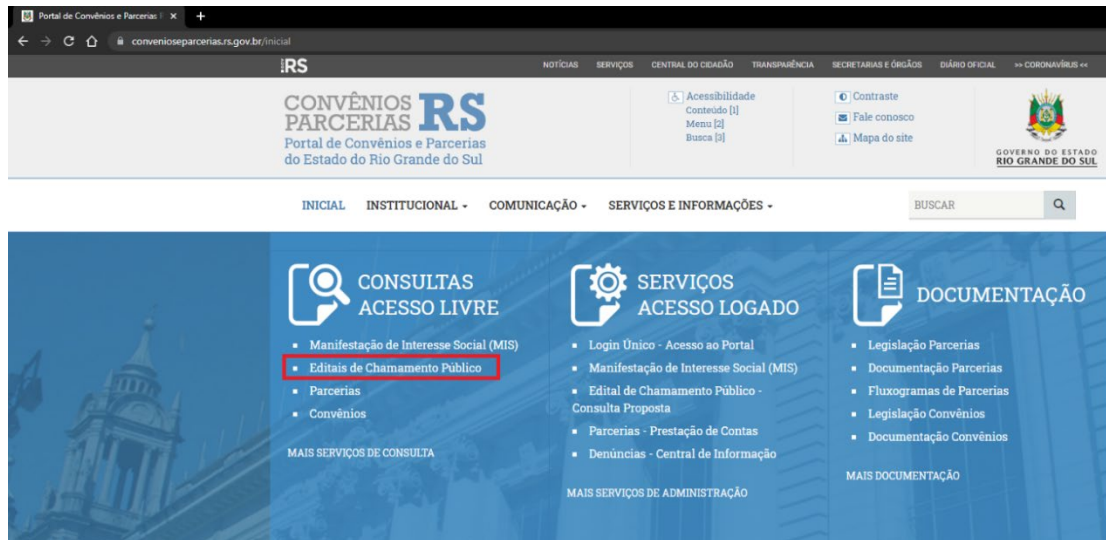 Portal de Convênios e Parcerias
convenioseparcerias.rs.gov.br/inicial
RS
NOTÍCIAS SERVIÇOS CENTRAL DO CIDADÃO TRANSPARÊNCIA SECRETARIAS E ÓRGÃOS DIÁRIO OFICIAL >> CORONAVÍRUS <<
CONVÊNIOS
PARCERIAS RS
Portal de Convênios e Parcerias
do Estado do Rio Grande do Sul
Acessibilidade
Conteúdo [1]
Menu [2]
Busca [3]
Contraste
Fale conosco
Mapa do site
GOVERNO DO ESTADO
RIO GRANDE DO SUL
INICIAL INSTITUCIONAL COMUNICAÇÃO SERVIÇOS E INFORMAÇÕES BUSCAR
CONSULTAS
ACESSO LIVRE
Manifestação de Interesse Social (MIS)
Editais de Chamamento Público
Parcerias
Convênios
MAIS SERVIÇOS DE CONSULTA
SERVIÇOS
ACESSO LOGADO
Login Único - Acesso ao Portal
Manifestação de Interesse Social (MIS)
Edital de Chamamento Público -
Consulta Proposta
Parcerias - Prestação de Contas
Denúncias - Central de Informação
MAIS SERVIÇOS DE ADMINISTRAÇÃO
DOCUMENTAÇÃO
Legislação Parcerias
Documentação Parcerias
Fluxogramas de Parcerias
Legislação Convênios
Documentação Convênios
MAIS DOCUMENTAÇÃO